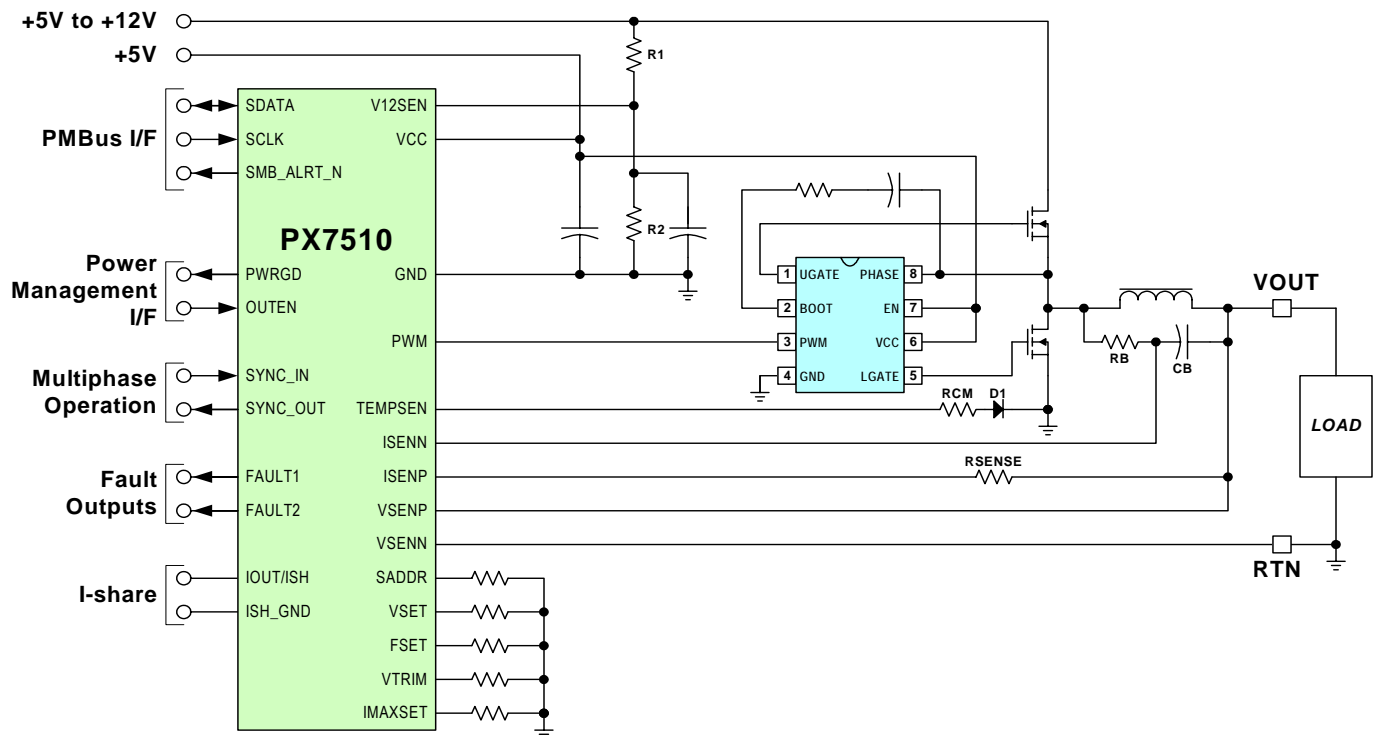 +5V to +12V
+5V
R1
SDATA
V12SEN
PMBus I/F
SCLK
VCC
SMB_ALRT_N
PX7510
R2
Power
Management
I/F
PWRGD
GND
OUTEN
PWM
1 UGATE PHASE 8
2 BOOT EN 7
3 PWM VCC 6
4 GND LGATE 5
VOUT
RB
CB
Multiphase
Operation
SYNC_IN
SYNC_OUT
TEMPSEN
RCM
D1
LOAD
ISENN
Fault
Outputs
FAULT1
ISENP
RSENSE
FAULT2
VSENP
VSENN
RTN
I-share
IOUT/ISH
SADDR
ISH_GND
VSET
FSET
VTRIM
IMAXSET